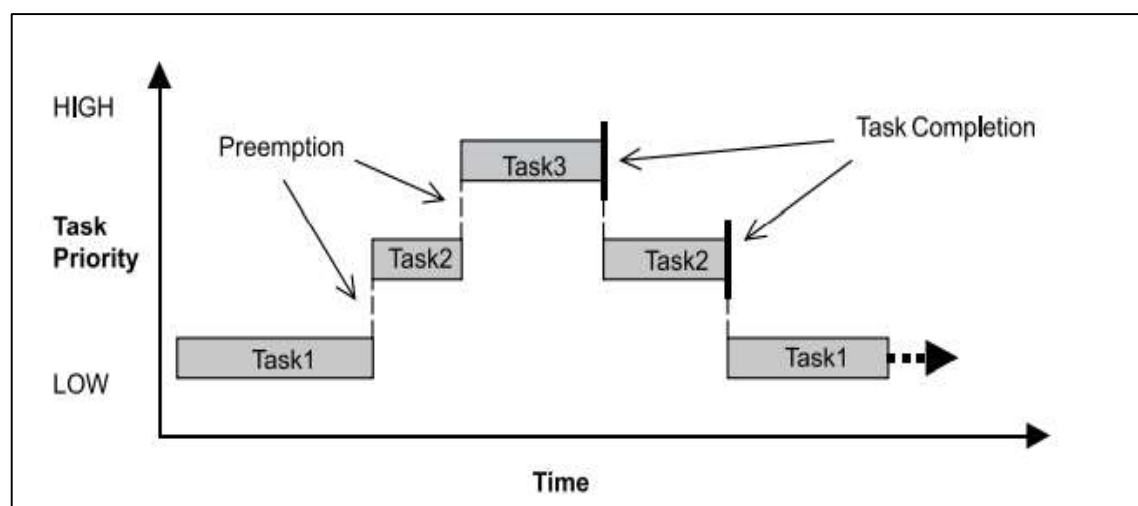 HIGH
Preemption
Task Completion
Task3
Task
Priority
Task2
Task2
Task1
Task1
LOW
Time